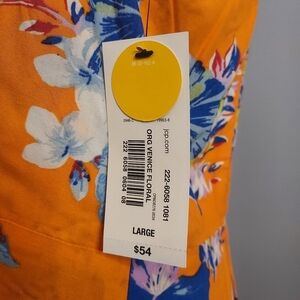 jcp.com
222-6058 1081
ORG VENICE FLORAL
222 6058 0604 08
LARGE
$54